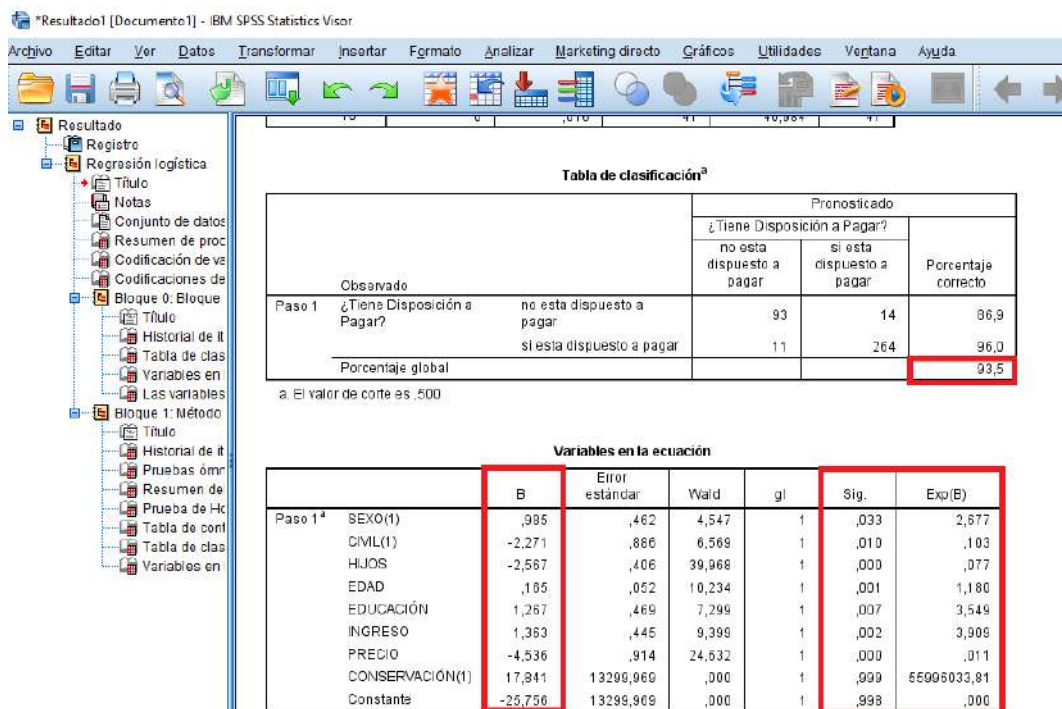 *Resultado1 [Documento1] - IBM SPSS Statistics Visor
Archivo Editar Ver Datos Transformar Insertar Formato Analizar Marketing directo Gráficos Utilidades Ventana Ayuda
Resultado
Registro
Regresión logística
Título
Notas
Conjunto de datos
Resumen de proc
Codificación de va
Codificaciones de
Bloque 0: Bloque
Título
Historial de it
Tabla de clas
Variables en
Las variables
Bloque 1: Método
Título
Historial de it
Pruebas ómn
Resumen de
Prueba de Ho
Tabla de cont
Tabla de clas
Variables en
Tabla de clasificación a
Pronosticado
¿Tiene Disposición a Pagar?
no esta dispuesto a pagar si esta dispuesto a pagar Porcentaje correcto
Observado
Paso 1 ¿Tiene Disposición a Pagar? no esta dispuesto a pagar 93 14 86,9
si esta dispuesto a pagar 11 264 96,0
Porcentaje global 93,5
a. El valor de corte es ,500
Variables en la ecuación
B Error estándar Wald gl Sig. Exp(B)
Paso 1 a SEXO(1) ,985 ,462 4,547 1 ,033 2,677
CIVIL(1) -2,271 ,886 6,569 1 ,010 ,103
HIJOS -2,567 ,406 39,968 1 ,000 ,077
EDAD ,165 ,052 10,234 1 ,001 1,180
EDUCACIÓN 1,267 ,469 7,299 1 ,007 3,549
INGRESO 1,363 ,445 9,399 1 ,002 3,909
PRECIO -4,536 ,914 24,632 1 ,000 ,011
CONSERVACIÓN(1) 17,841 13299,969 ,000 1 ,999 55996033,81
Constante -25,756 13299,969 ,000 1 ,998 ,000